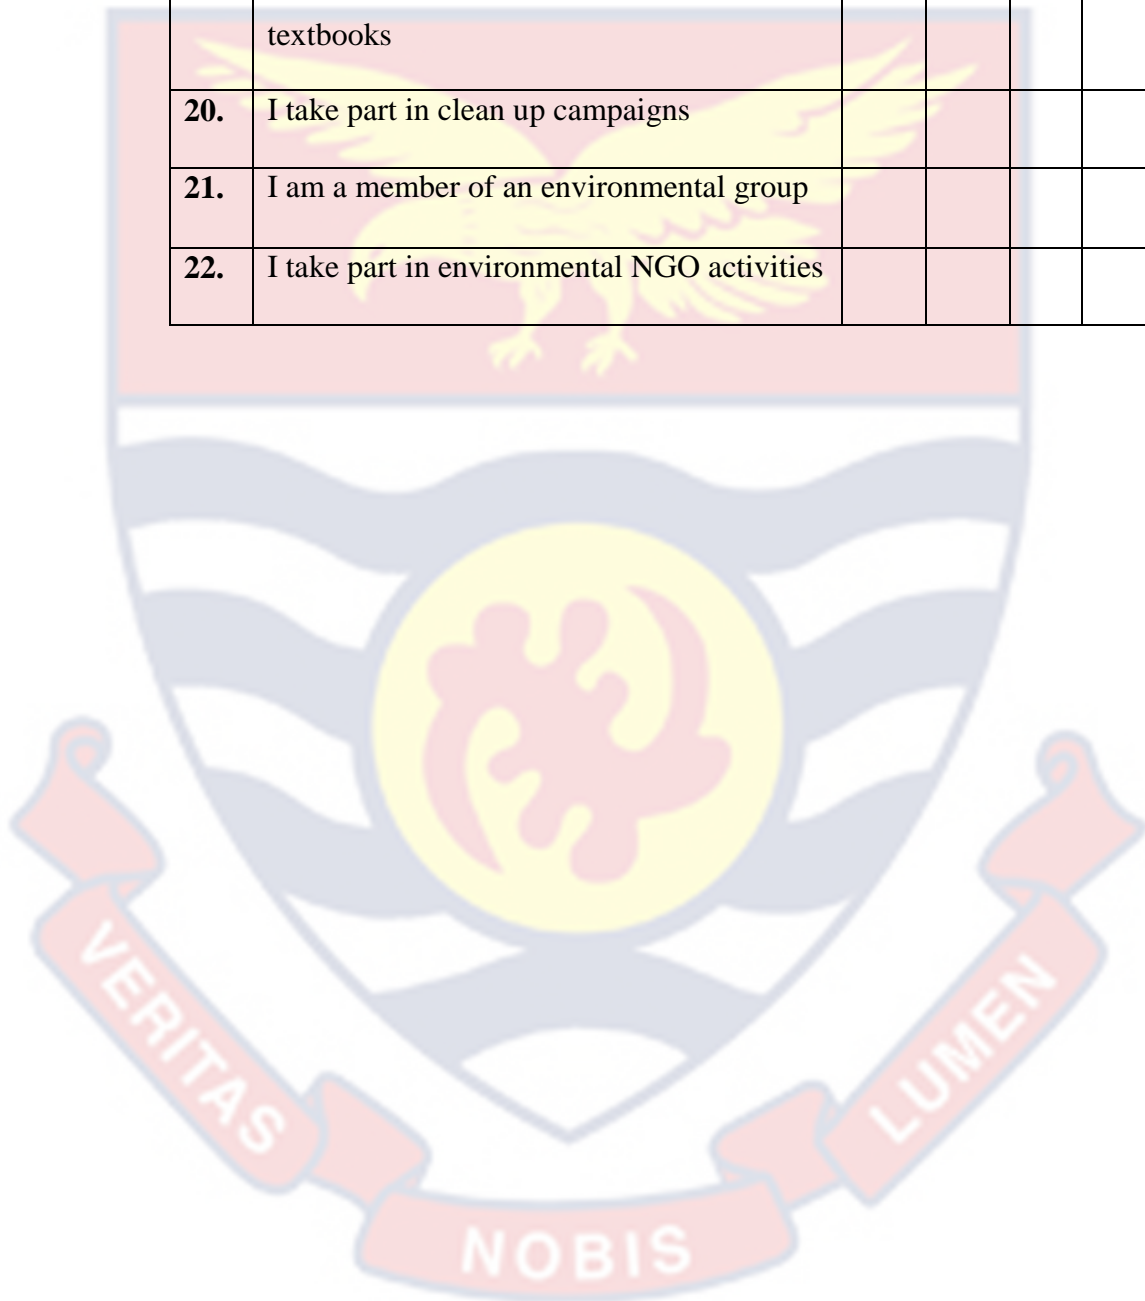 textbooks
20. I take part in clean up campaigns
21. I am a member of an environmental group
22. I take part in environmental NGO activities
VERITAS
NOBIS
LUMEN